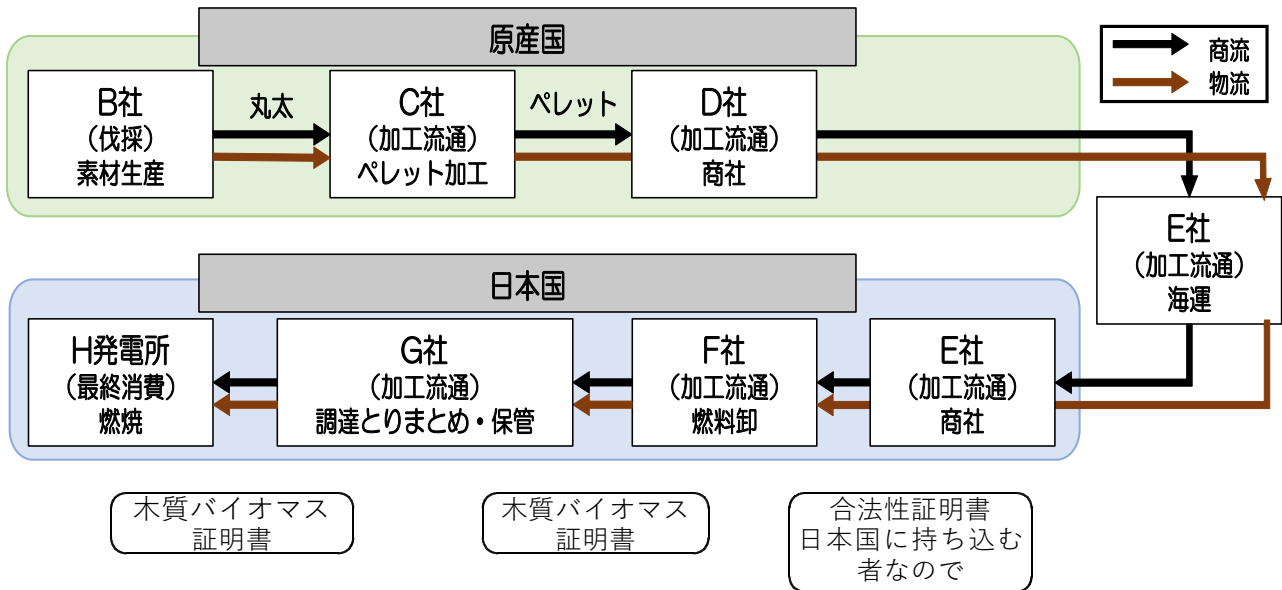 原産国
商流
物流
B社
（伐採）
素材生産
丸太
C社
（加工流通）
ペレット加工
ペレット
D社
（加工流通）
商社
E社
（加工流通）
海運
日本国
H発電所
（最終消費）
燃焼
G社
（加工流通）
調達とりまとめ・保管
F社
（加工流通）
燃料卸
E社
（加工流通）
商社
木質バイオマス
証明書
木質バイオマス
証明書
合法性証明書
日本国に持ち込む
者なので